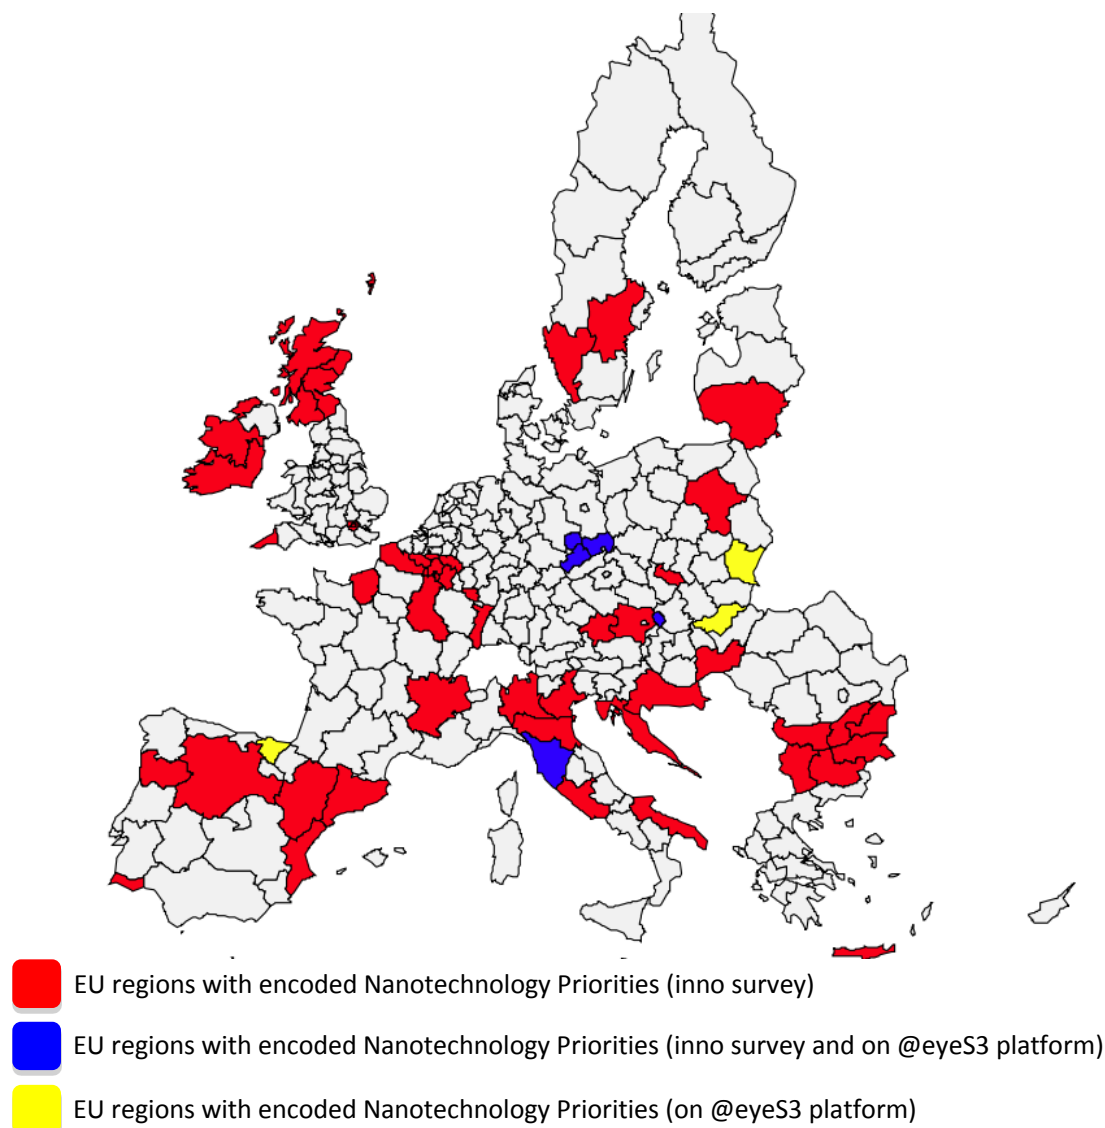 EU regions with encoded Nanotechnology Priorities (inno survey)
EU regions with encoded Nanotechnology Priorities (inno survey and on @eyeS3 platform)
EU regions with encoded Nanotechnology Priorities (on @eyeS3 platform)